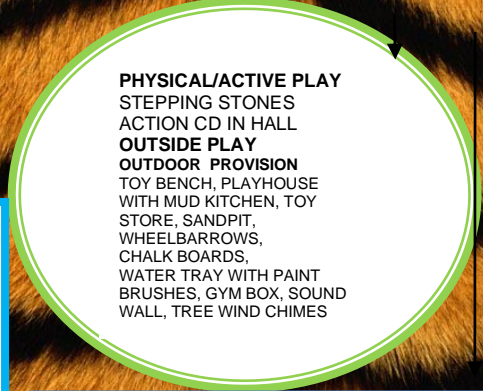 PHYSICAL/ACTIVE PLAY
STEPPING STONES
ACTION CD IN HALL
OUTSIDE PLAY
OUTDOOR PROVISION
TOY BENCH, PLAYHOUSE
WITH MUD KITCHEN, TOY
STORE, SANDPIT,
WHEELBARROWS,
CHALK BOARDS,
WATER TRAY WITH PAINT
BRUSHES, GYM BOX, SOUND
WALL, TREE WIND CHIMES